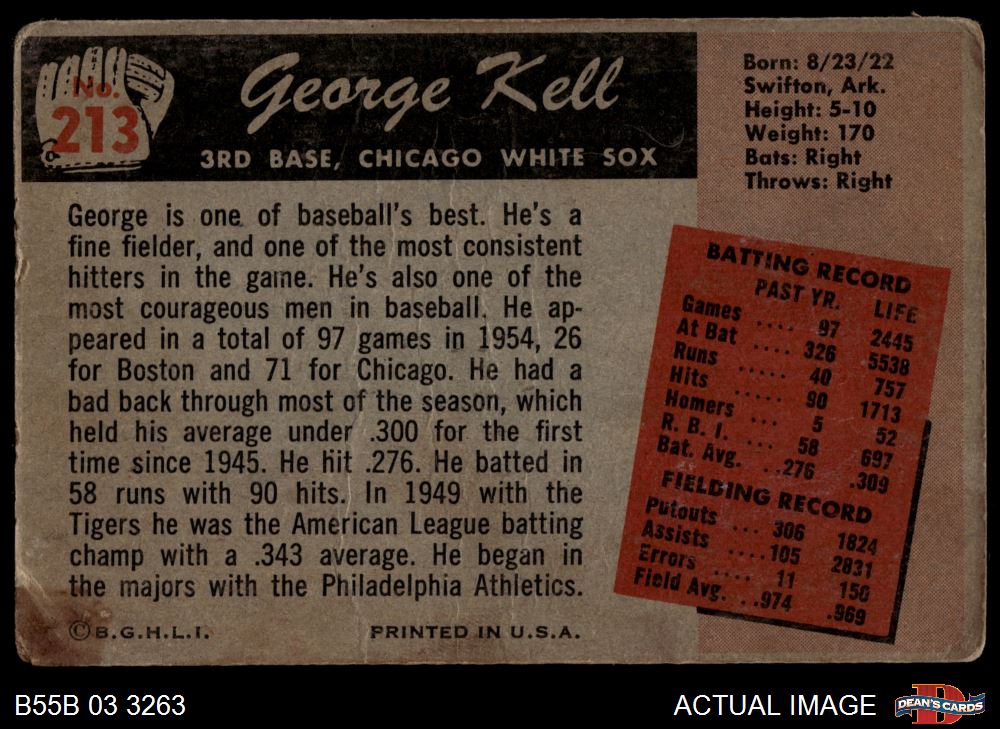 No.
213
George Kell
3RD BASE, CHICAGO WHITE SOX
Born: 8/23/22
Swifton, Ark.
Height: 5-10
Weight: 170
Bats: Right
Throws: Right
George is one of baseball's best. He's a
fine fielder, and one of the most consistent
hitters in the game. He's also one of the
most courageous men in baseball. He ap-
peared in a total of 97 games in 1954, 26
for Boston and 71 for Chicago. He had a
bad back through most of the season, which
held his average under .300 for the first
time since 1945. He hit .276. He batted in
58 runs with 90 hits. In 1949 with the
Tigers he was the American League batting
champ with a .343 average. He began in
the majors with the Philadelphia Athletics.
©B.G.H.L.I. PRINTED IN U.S.A.
BATTING RECORD
PAST YR. LIFE
Games .... 97 2445
At Bat .... 326 5538
Runs ..... 40 757
Hits ..... 90 1713
Homers ... 5 52
R. B. I. ... 58 697
Bat. Avg. ..276 .309
FIELDING RECORD
Putouts ... 306 1824
Assists ....105 2831
Errors .... 11 150
Field Avg. ..974 .969
B55B 03 3263
ACTUAL IMAGE
D
DEAN'S CARDS